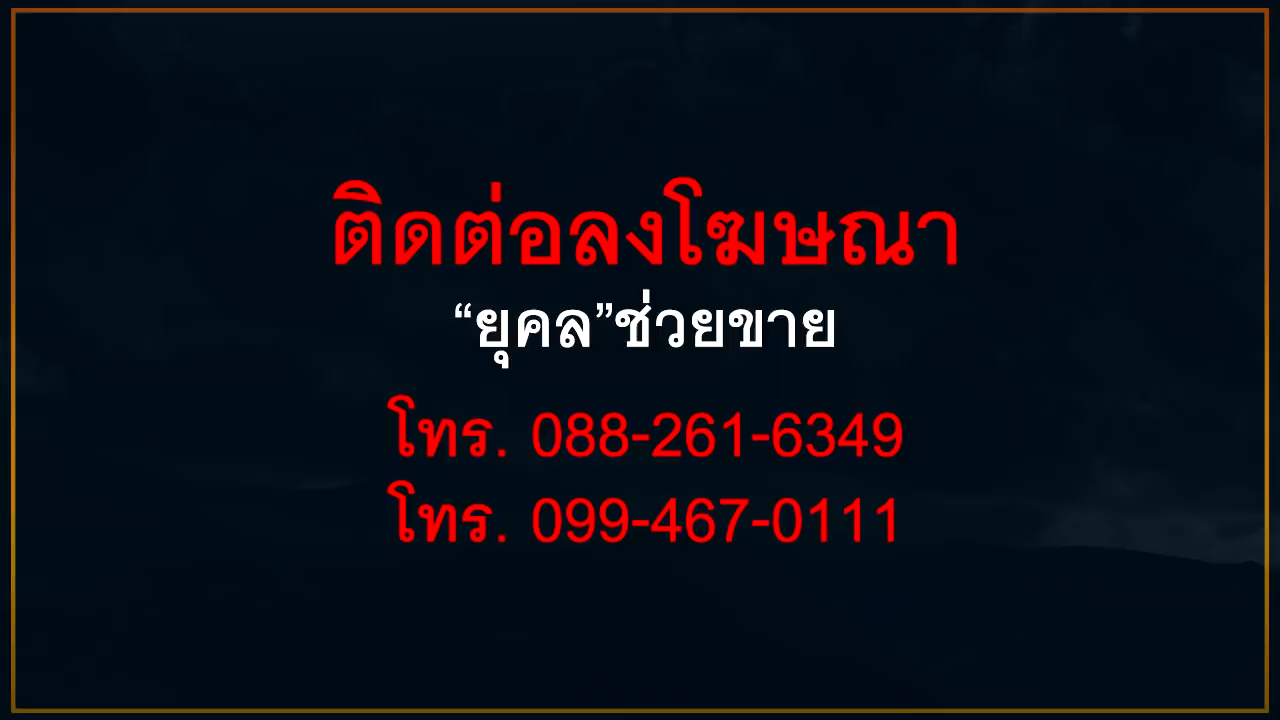 ติดต่อลงโฆษณา
“ยุคล”ช่วยขาย
โทร. 088-261-6349
โทร. 099-467-0111